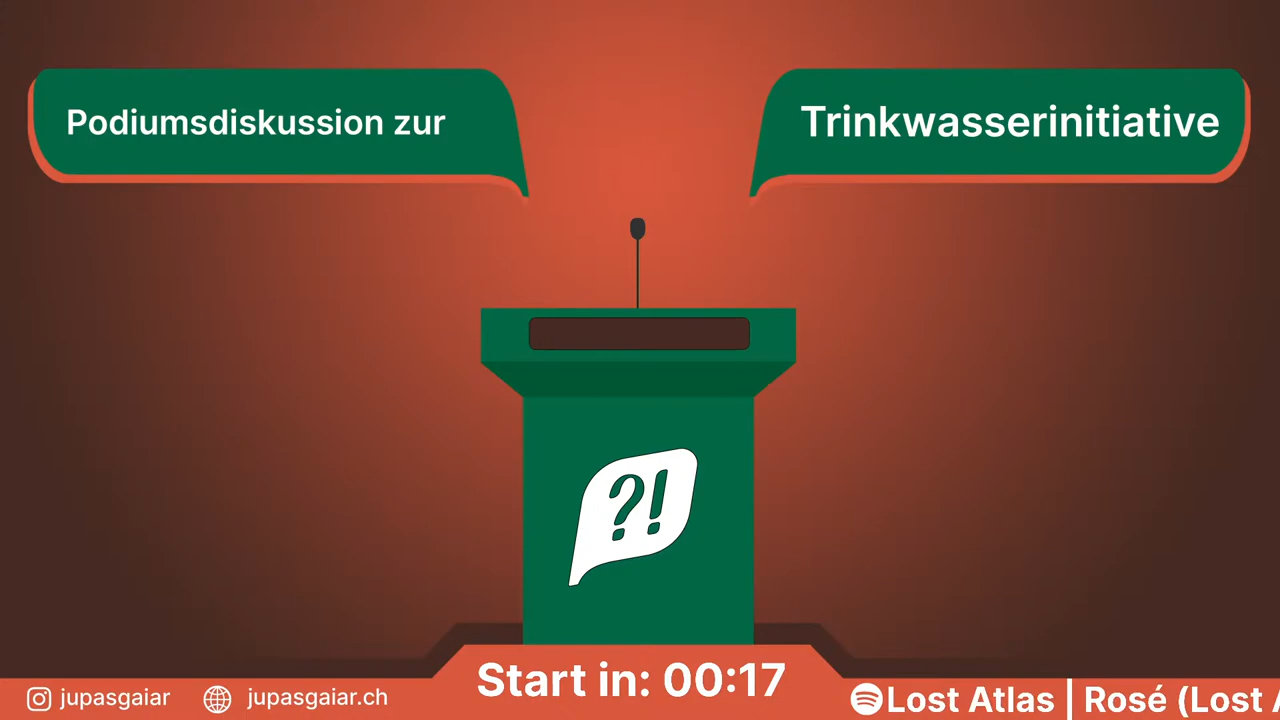 Podiumsdiskussion zur
Trinkwasserinitiative
?!
Start in: 00:17
jupasgaiar
jupasgaiar.ch
Lost Atlas | Rosé (Lost A